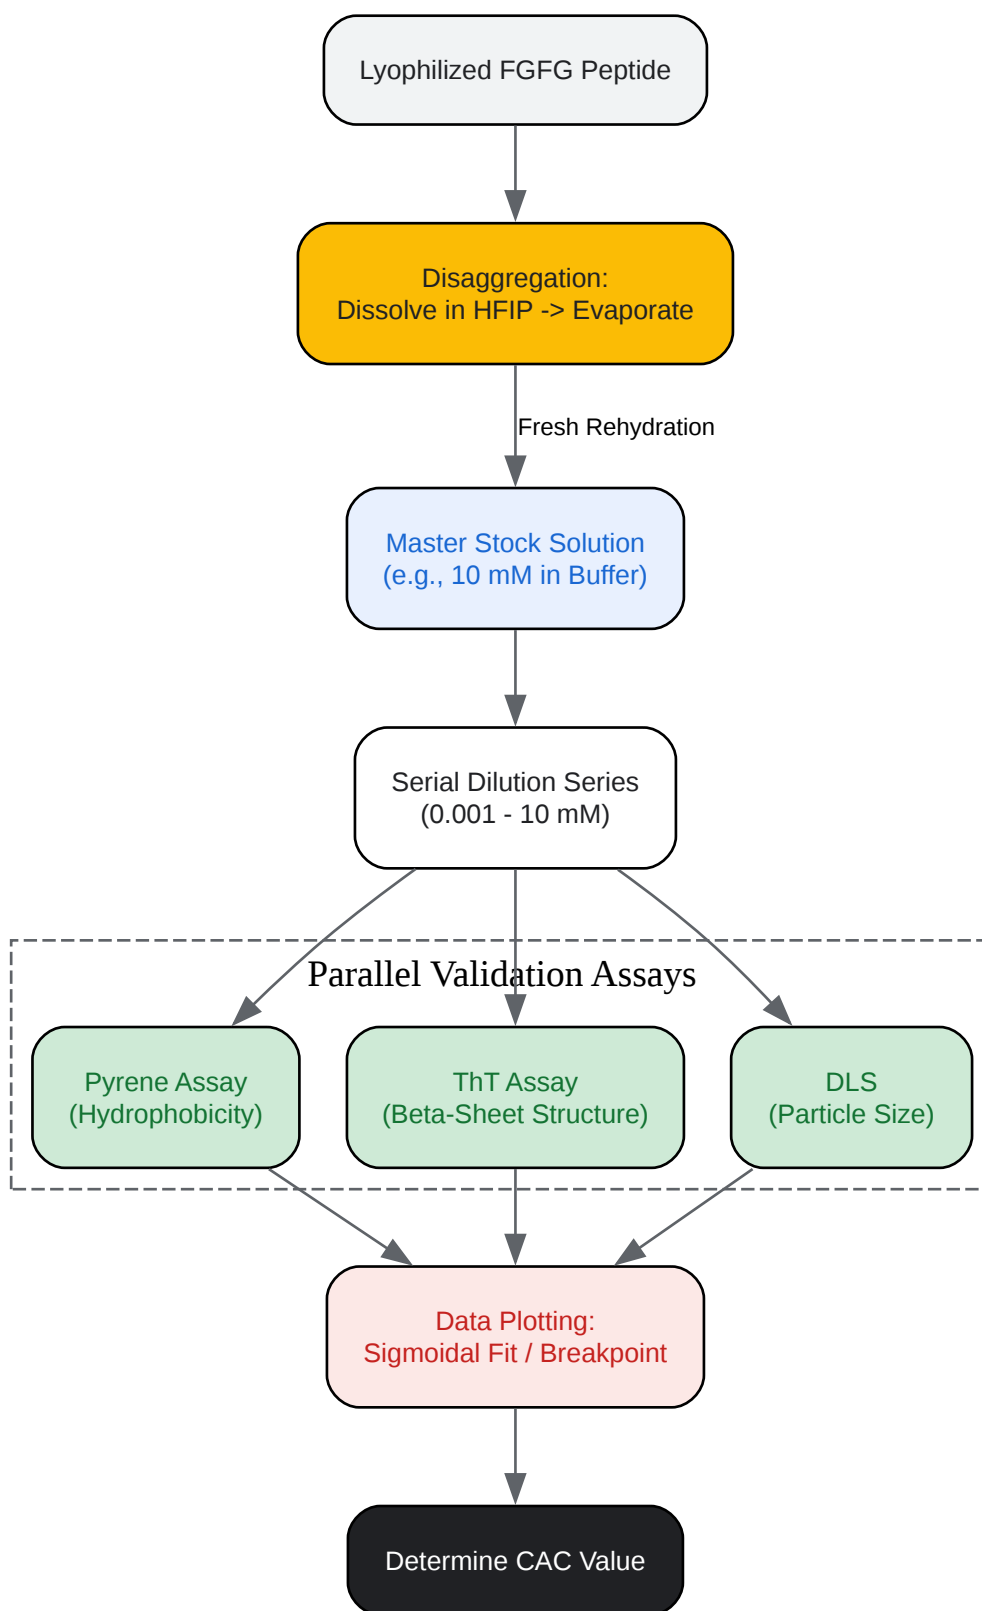 Lyophilized FGFG Peptide
Disaggregation:
Dissolve in HFIP -> Evaporate
Fresh Rehydration
Master Stock Solution
(e.g., 10 mM in Buffer)
Serial Dilution Series
(0.001 - 10 mM)
Parallel Validation Assays
Pyrene Assay
(Hydrophobicity)
ThT Assay
(Beta-Sheet Structure)
DLS
(Particle Size)
Data Plotting:
Sigmoidal Fit / Breakpoint
Determine CAC Value